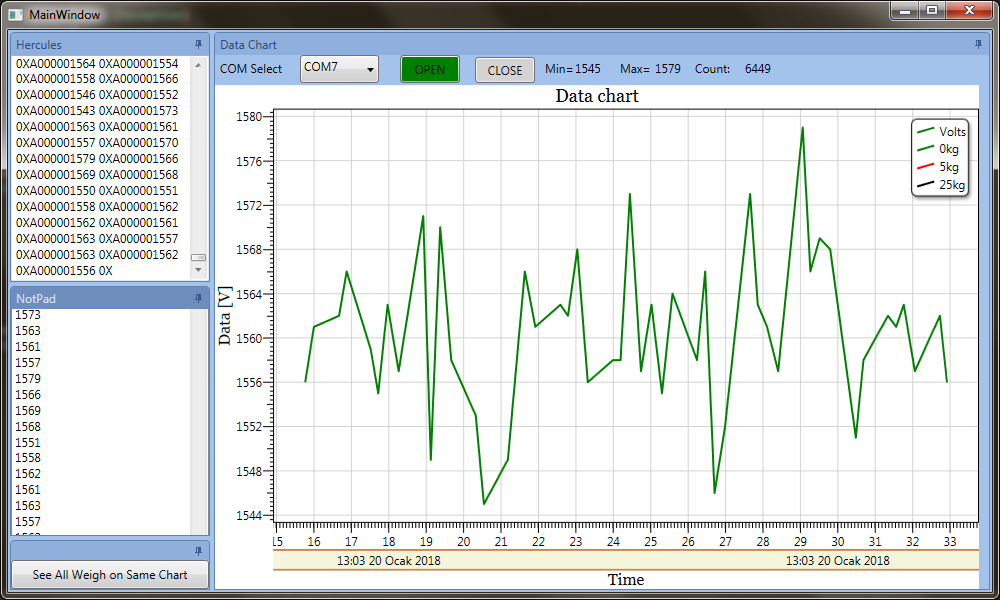 MainWindow
Hercules
0XA000001564 0XA000001554
0XA000001558 0XA000001566
0XA000001546 0XA000001552
0XA000001543 0XA000001573
0XA000001563 0XA000001561
0XA000001557 0XA000001570
0XA000001579 0XA000001566
0XA000001569 0XA000001568
0XA000001550 0XA000001551
0XA000001558 0XA000001562
0XA000001562 0XA000001561
0XA000001563 0XA000001557
0XA000001563 0XA000001562
0XA000001556 0X
NotPad
1573
1563
1561
1557
1579
1566
1569
1568
1551
1558
1562
1561
1563
1557
See All Weigh on Same Chart
Data Chart
COM Select COM7 OPEN CLOSE Min= 1545 Max= 1579 Count: 6449
Data chart
Volts
0kg
5kg
25kg
Data [V]
1580
1576
1572
1568
1564
1560
1556
1552
1548
1544
15 16 17 18 19 20 21 22 23 24 25 26 27 28 29 30 31 32 33
13:03 20 Ocak 2018 13:03 20 Ocak 2018
Time